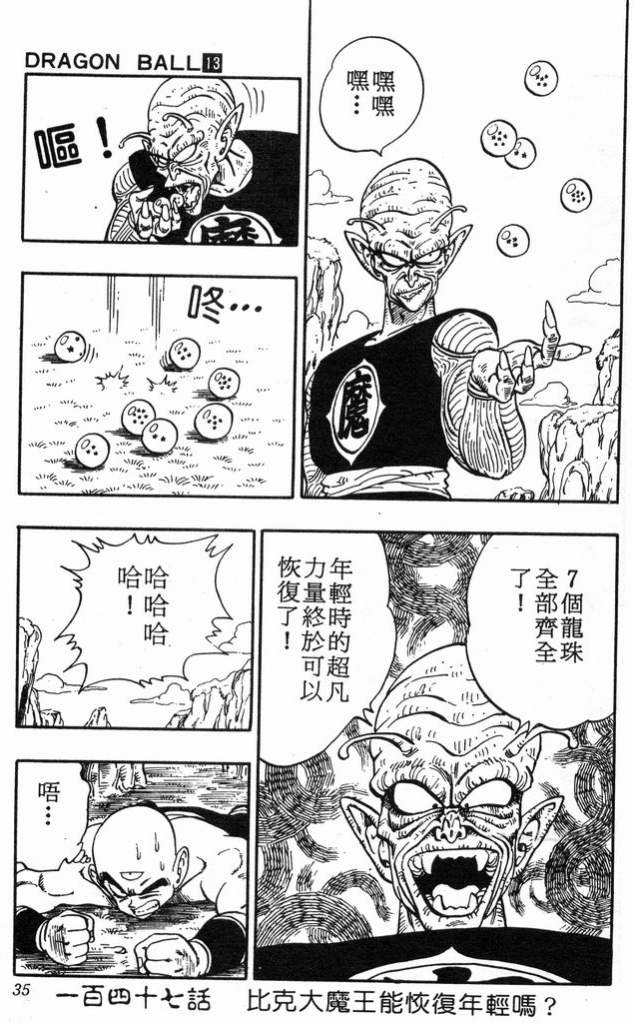 DRAGON BALL 13
嘿嘿
嘿…
魔
嘔！
魔
咚…
7個龍珠
全部齊全
了！
年輕時的超凡
力量終於可以
恢復了！
哈哈哈
哈！
唔…
35
一百四十七話 比克大魔王能恢復年輕嗎？